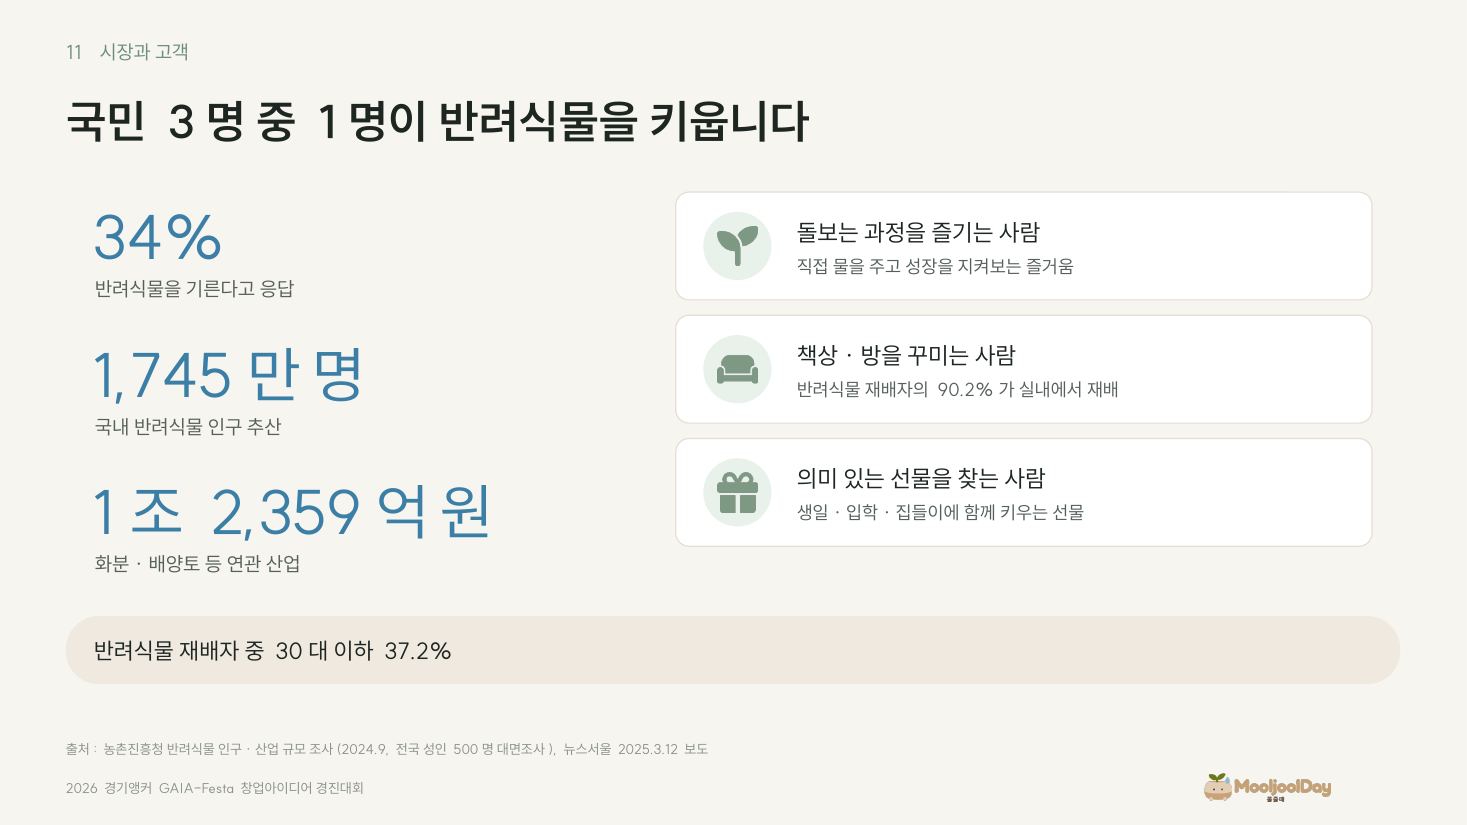 11 시장과 고객
국민 3 명 중 1 명이 반려식물을 키웁니다
34%
반려식물을 기른다고 응답
1,745 만 명
국내 반려식물 인구 추산
1 조 2,359 억 원
화분 · 배양토 등 연관 산업
돌보는 과정을 즐기는 사람
직접 물을 주고 성장을 지켜보는 즐거움
책상 · 방을 꾸미는 사람
반려식물 재배자의 90.2% 가 실내에서 재배
의미 있는 선물을 찾는 사람
생일 · 입학 · 집들이에 함께 키우는 선물
반려식물 재배자 중 30 대 이하 37.2%
출처 : 농촌진흥청 반려식물 인구 · 산업 규모 조사 (2024.9, 전국 성인 500 명 대면조사 ), 뉴스서울 2025.3.12 보도
2026 경기앵커 GAIA-Festa 창업아이디어 경진대회
MooljoolDay